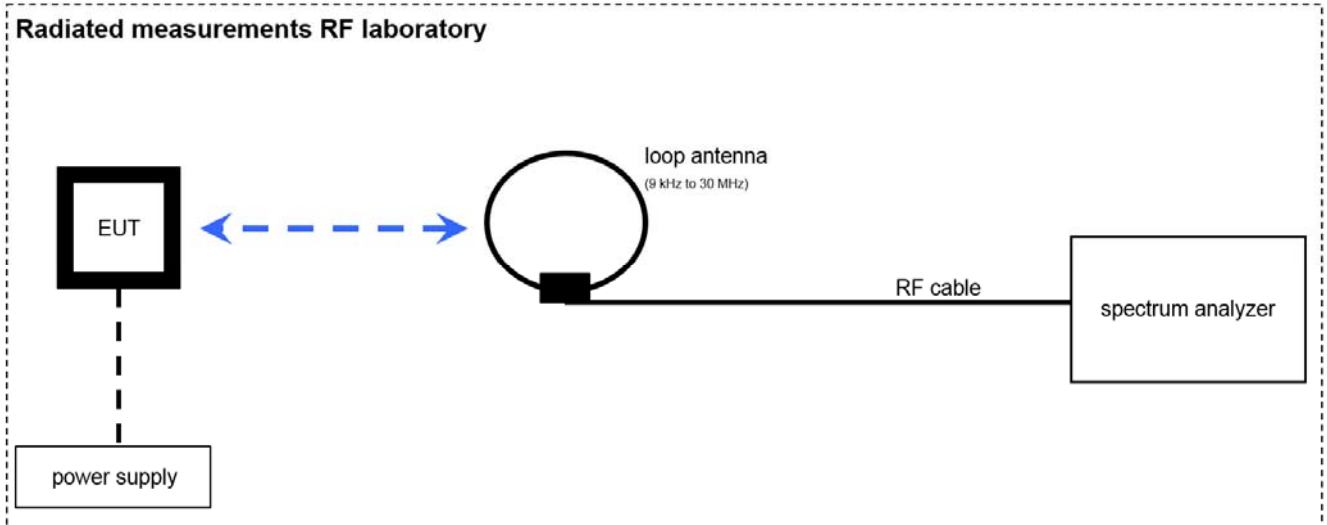 Radiated measurements RF laboratory
loop antenna
(9 kHz to 30 MHz)
EUT
RF cable
spectrum analyzer
power supply